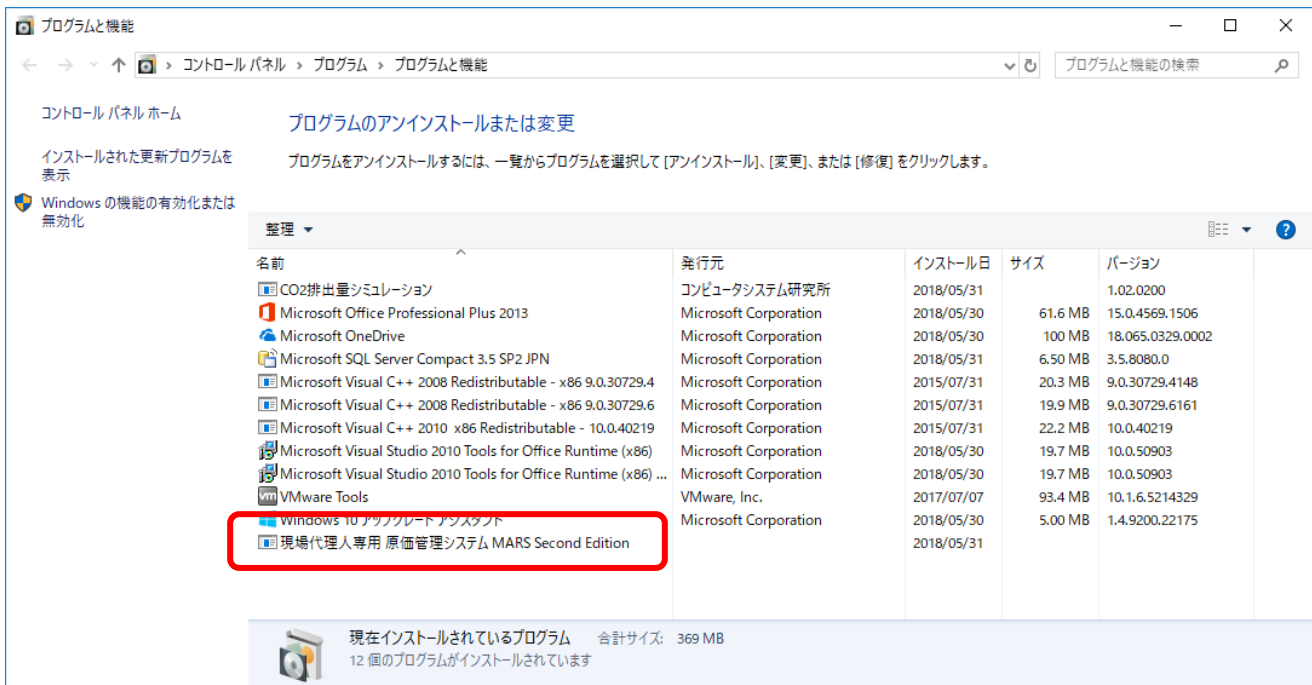 プログラムと機能
コントロール パネル › プログラム › プログラムと機能
プログラムと機能の検索
コントロール パネル ホーム
インストールされた更新プログラムを
表示
Windows の機能の有効化または
無効化
プログラムのアンインストールまたは変更
プログラムをアンインストールするには、一覧からプログラムを選択して [アンインストール]、[変更]、または [修復] をクリックします。
整理
名前 発行元 インストール日 サイズ バージョン
CO2排出量シミュレーション コンピュータシステム研究所 2018/05/31 1.02.0200
Microsoft Office Professional Plus 2013 Microsoft Corporation 2018/05/30 61.6 MB 15.0.4569.1506
Microsoft OneDrive Microsoft Corporation 2018/05/30 100 MB 18.065.0329.0002
Microsoft SQL Server Compact 3.5 SP2 JPN Microsoft Corporation 2018/05/31 6.50 MB 3.5.8080.0
Microsoft Visual C++ 2008 Redistributable - x86 9.0.30729.4 Microsoft Corporation 2015/07/31 20.3 MB 9.0.30729.4148
Microsoft Visual C++ 2008 Redistributable - x86 9.0.30729.6 Microsoft Corporation 2015/07/31 19.9 MB 9.0.30729.6161
Microsoft Visual C++ 2010 x86 Redistributable - 10.0.40219 Microsoft Corporation 2015/07/31 22.2 MB 10.0.40219
Microsoft Visual Studio 2010 Tools for Office Runtime (x86) Microsoft Corporation 2018/05/30 19.7 MB 10.0.50903
Microsoft Visual Studio 2010 Tools for Office Runtime (x86) ... Microsoft Corporation 2018/05/30 19.7 MB 10.0.50903
VMware Tools VMware, Inc. 2017/07/07 93.4 MB 10.1.6.5214329
Windows 10 アップグレード アシスタント Microsoft Corporation 2018/05/30 5.00 MB 1.4.9200.22175
現場代理人専用 原価管理システム MARS Second Edition 2018/05/31
現在インストールされているプログラム 合計サイズ: 369 MB
12 個のプログラムがインストールされています